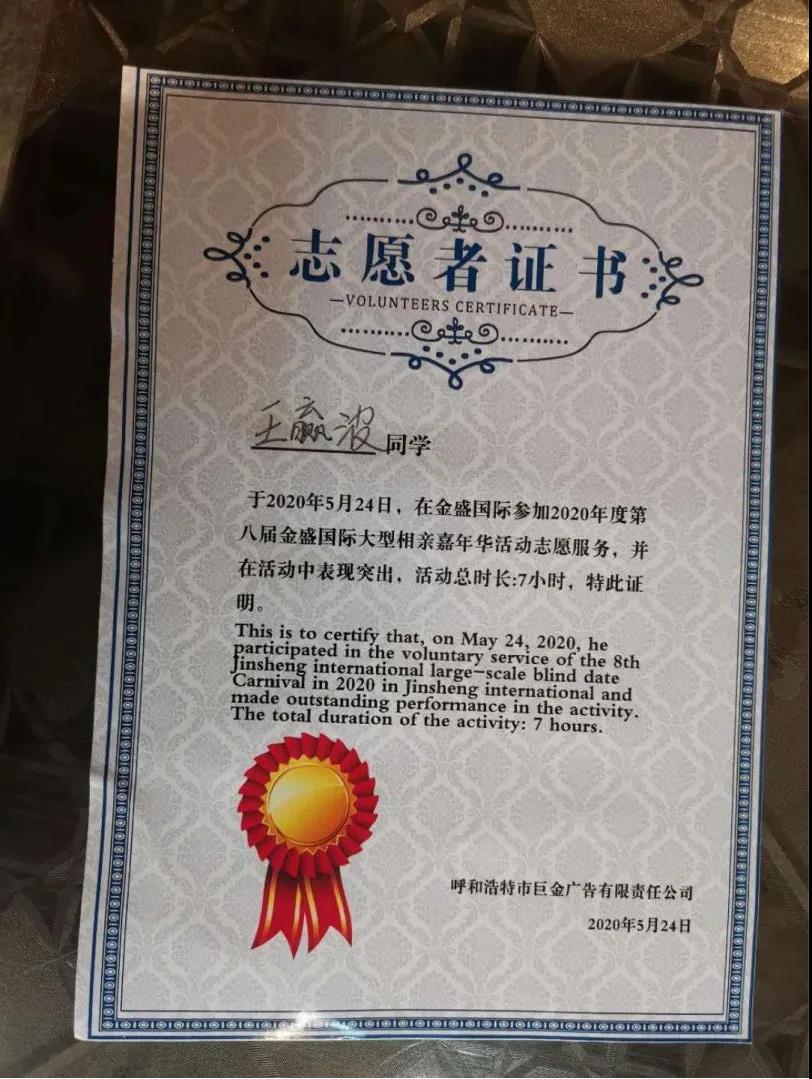 志愿者证书
—VOLUNTEERS CERTIFICATE—
王赢波 同学
于2020年5月24日，在金盛国际参加2020年度第
八届金盛国际大型相亲嘉年华活动志愿服务，并
在活动中表现突出，活动总时长:7小时，特此证
明。
This is to certify that, on May 24, 2020, he
participated in the voluntary service of the 8th
Jinsheng international large-scale blind date
Carnival in 2020 in Jinsheng international and
made outstanding performance in the activity.
The total duration of the activity: 7 hours.
呼和浩特市巨金广告有限责任公司
2020年5月24日